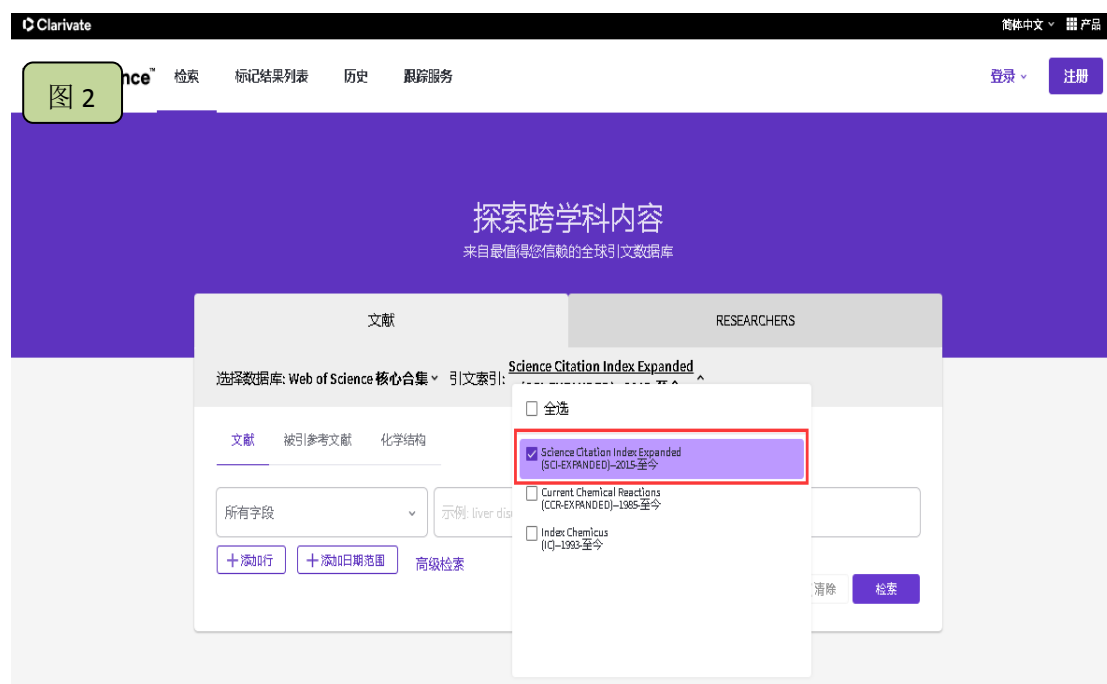 Clarivate
简体中文 产品
图 2
nce™ 检索 标记结果列表 历史 跟踪服务 登录 注册
探索跨学科内容
来自最值得您信赖的全球引文数据库
文献 RESEARCHERS
选择数据库: Web of Science 核心合集 引文索引: Science Citation Index Expanded
全选
文献 被引参考文献 化学结构
Science Citation Index Expanded
(SCI-EXPANDED)--2015-至今
Current Chemical Reactions
(CCR-EXPANDED)--1985-至今
Index Chemicus
(IC)--1993-至今
所有字段 示例: liver
+添加行 +添加日期范围 高级检索
清除 检索